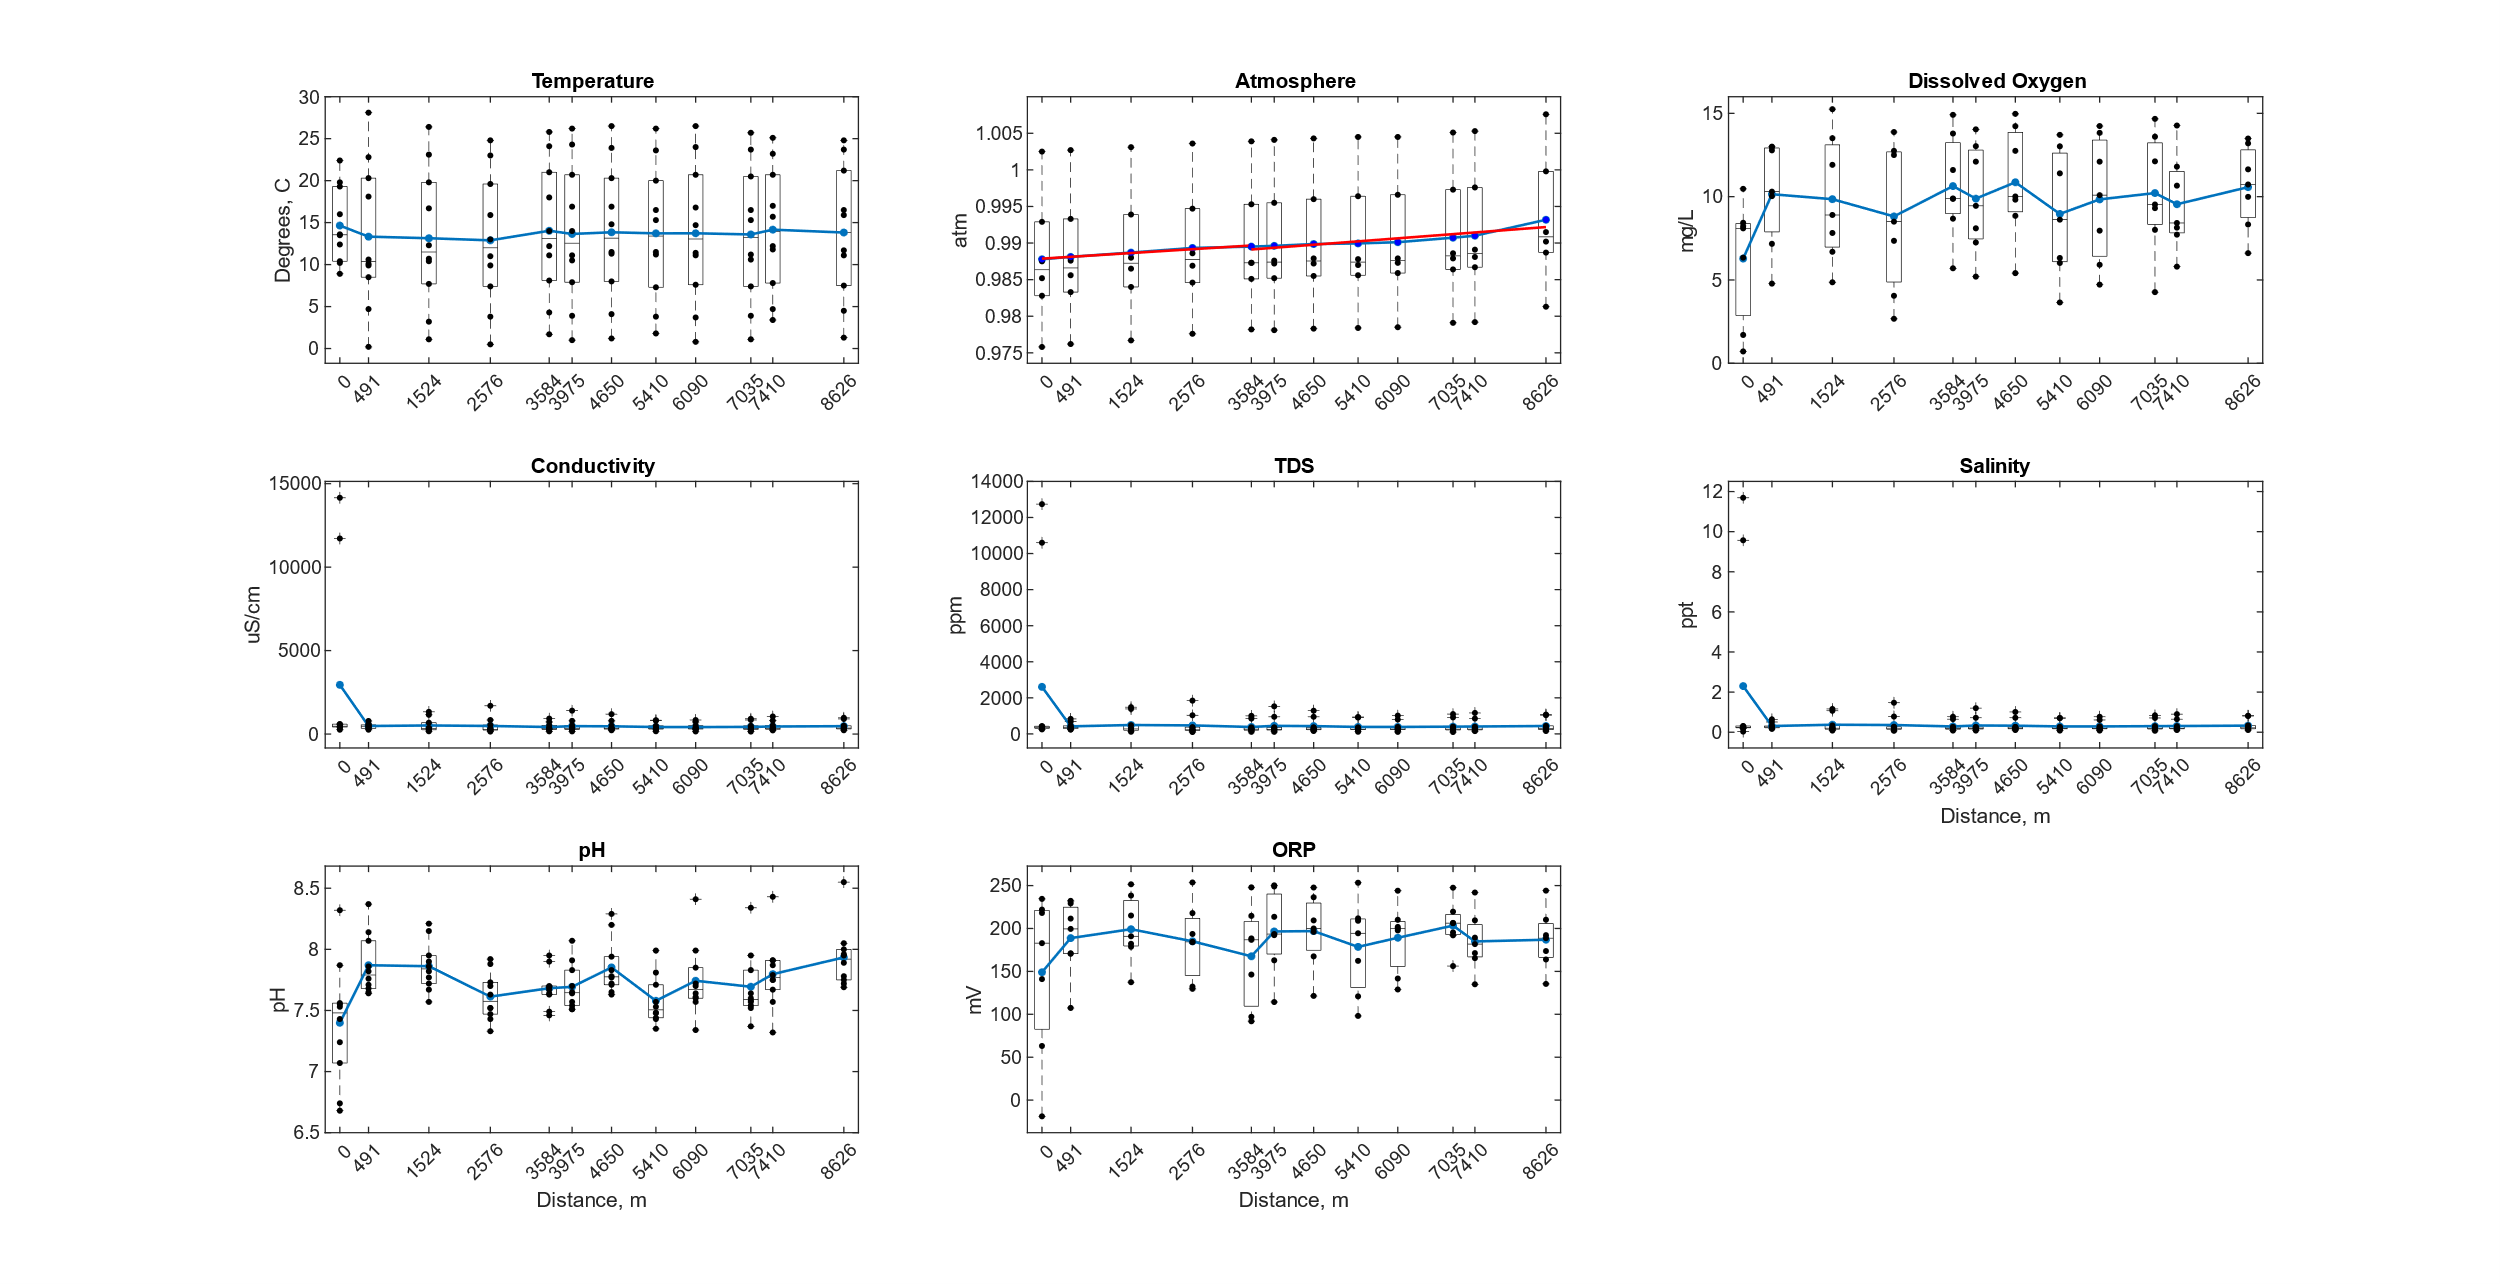 Temperature
Degrees, C
30
25
20
15
10
5
0
0 491 1524 2576 3584 3975 4650 5410 6090 7035 7410 8626
Atmosphere
atm
1.005
1
0.995
0.99
0.985
0.98
0.975
0 491 1524 2576 3584 3975 4650 5410 6090 7035 7410 8626
Dissolved Oxygen
mg/L
15
10
5
0
0 491 1524 2576 3584 3975 4650 5410 6090 7035 7410 8626
Conductivity
uS/cm
15000
10000
5000
0
0 491 1524 2576 3584 3975 4650 5410 6090 7035 7410 8626
TDS
ppm
14000
12000
10000
8000
6000
4000
2000
0
0 491 1524 2576 3584 3975 4650 5410 6090 7035 7410 8626
Salinity
ppt
12
10
8
6
4
2
0
0 491 1524 2576 3584 3975 4650 5410 6090 7035 7410 8626
Distance, m
pH
pH
8.5
8
7.5
7
6.5
0 491 1524 2576 3584 3975 4650 5410 6090 7035 7410 8626
Distance, m
ORP
mV
250
200
150
100
50
0
0 491 1524 2576 3584 3975 4650 5410 6090 7035 7410 8626
Distance, m